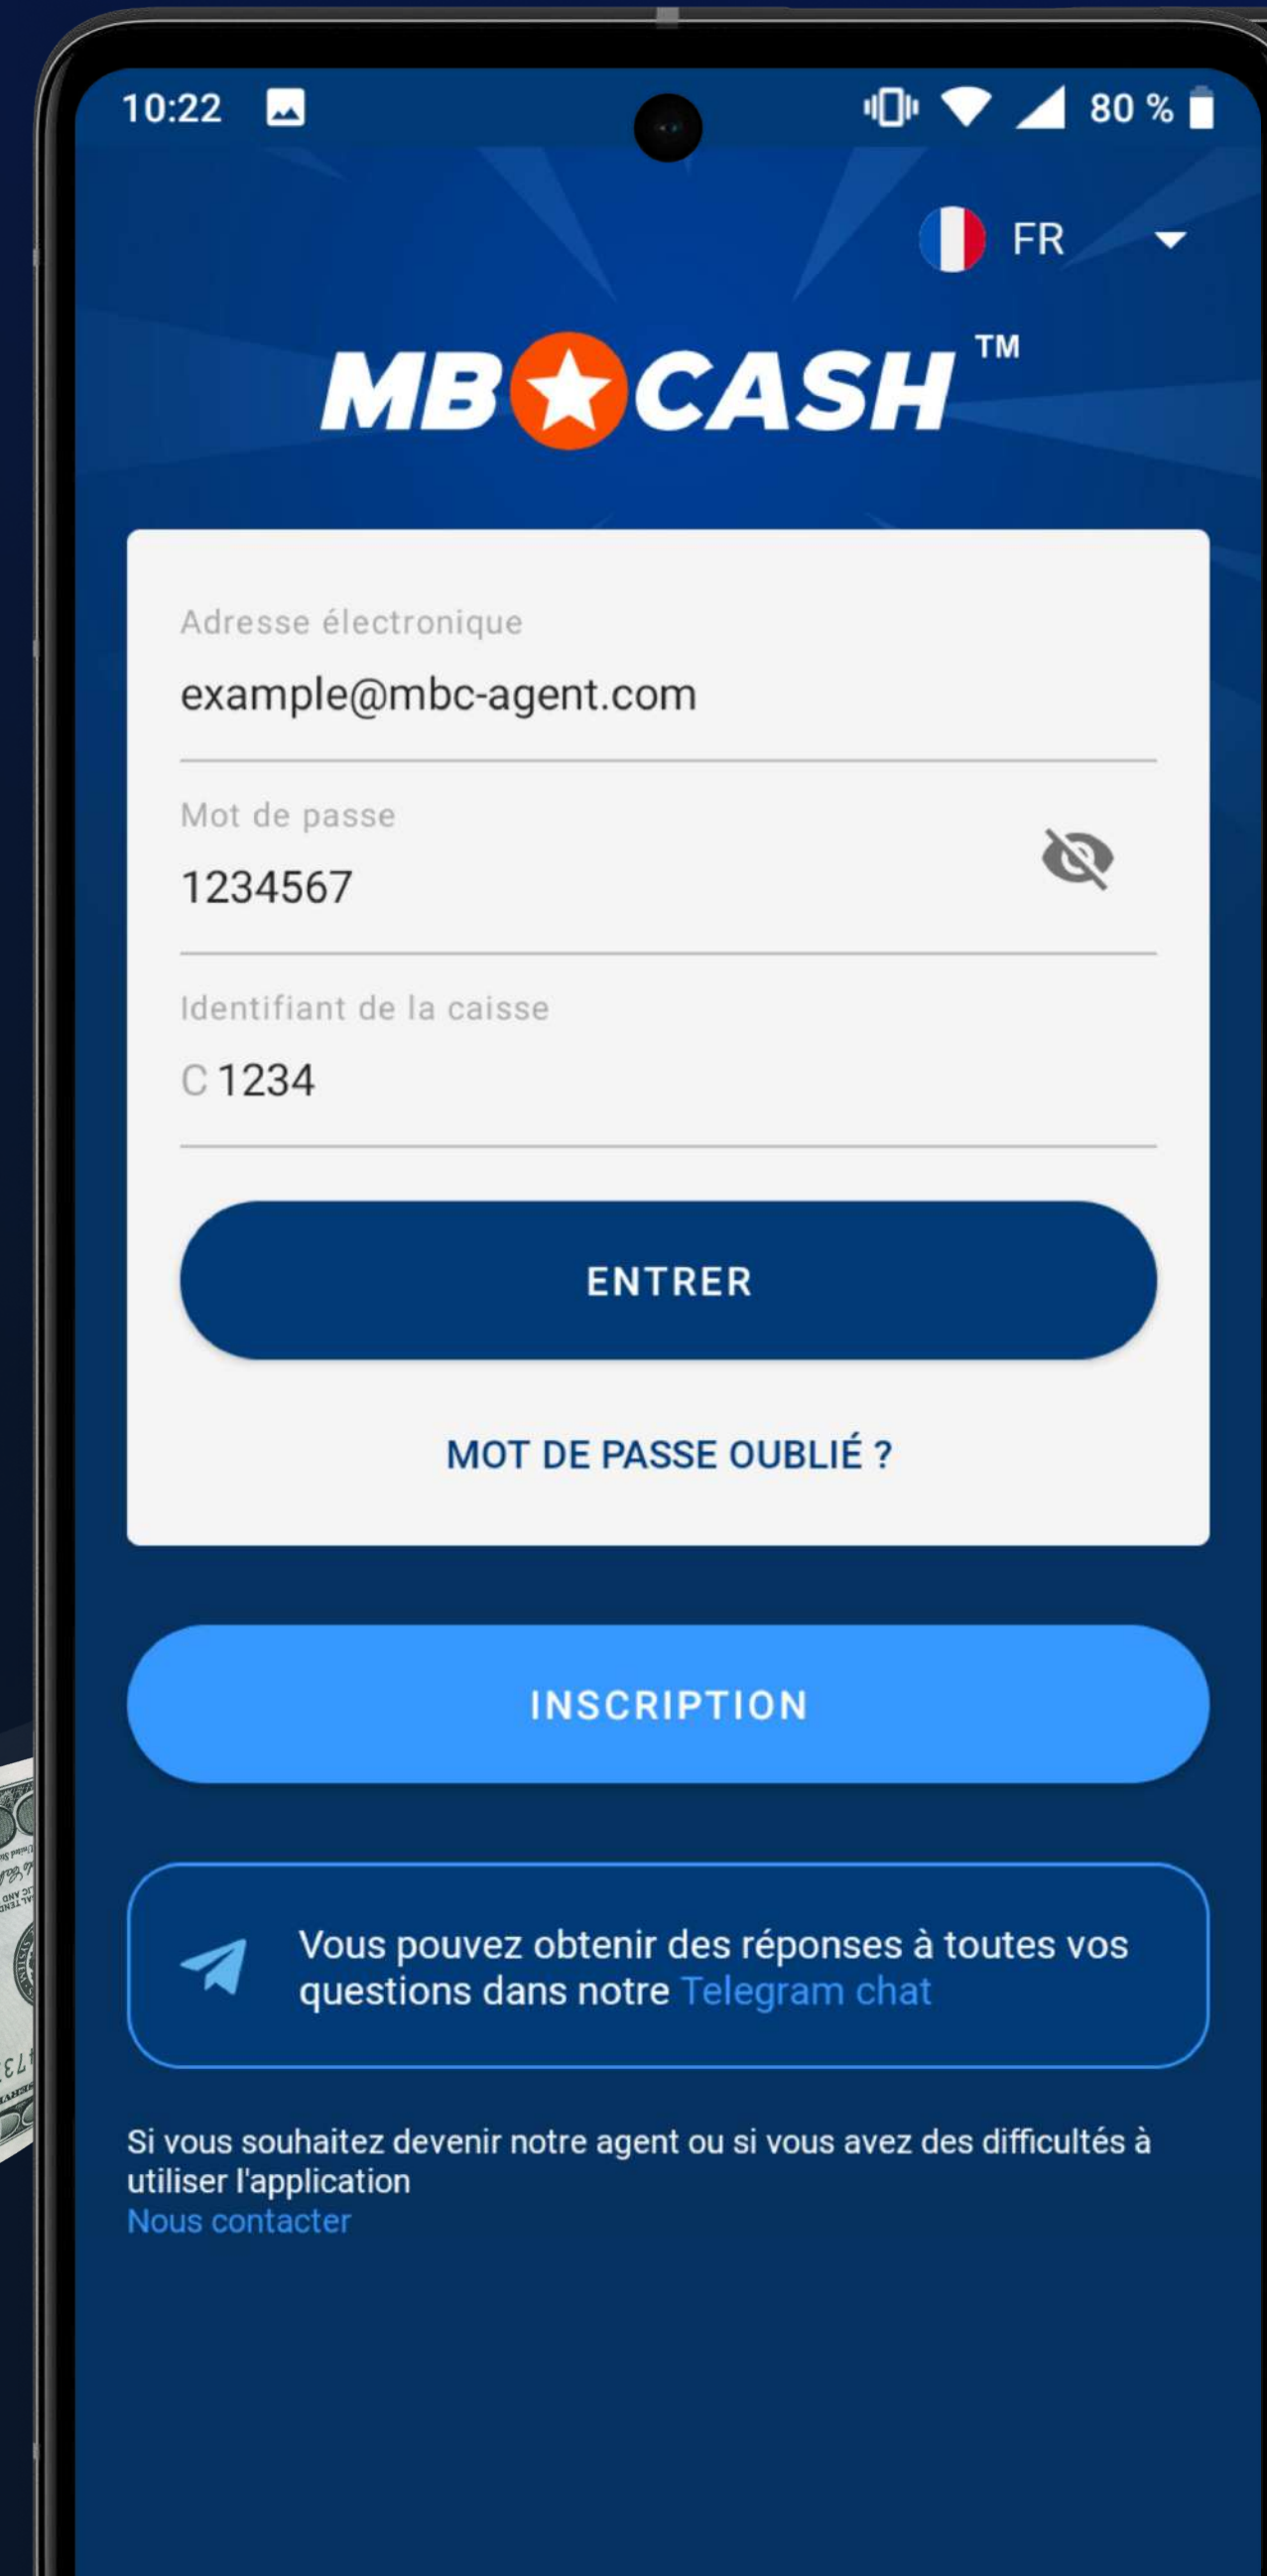 10:22
80 %
FR
MB CASH ™
Adresse électronique
example@mbc-agent.com
Mot de passe
1234567
Identifiant de la caisse
C 1234
ENTRER
MOT DE PASSE OUBLIÉ ?
INSCRIPTION
Vous pouvez obtenir des réponses à toutes vos
questions dans notre Telegram chat
Si vous souhaitez devenir notre agent ou si vous avez des difficultés à
utiliser l'application
Nous contacter